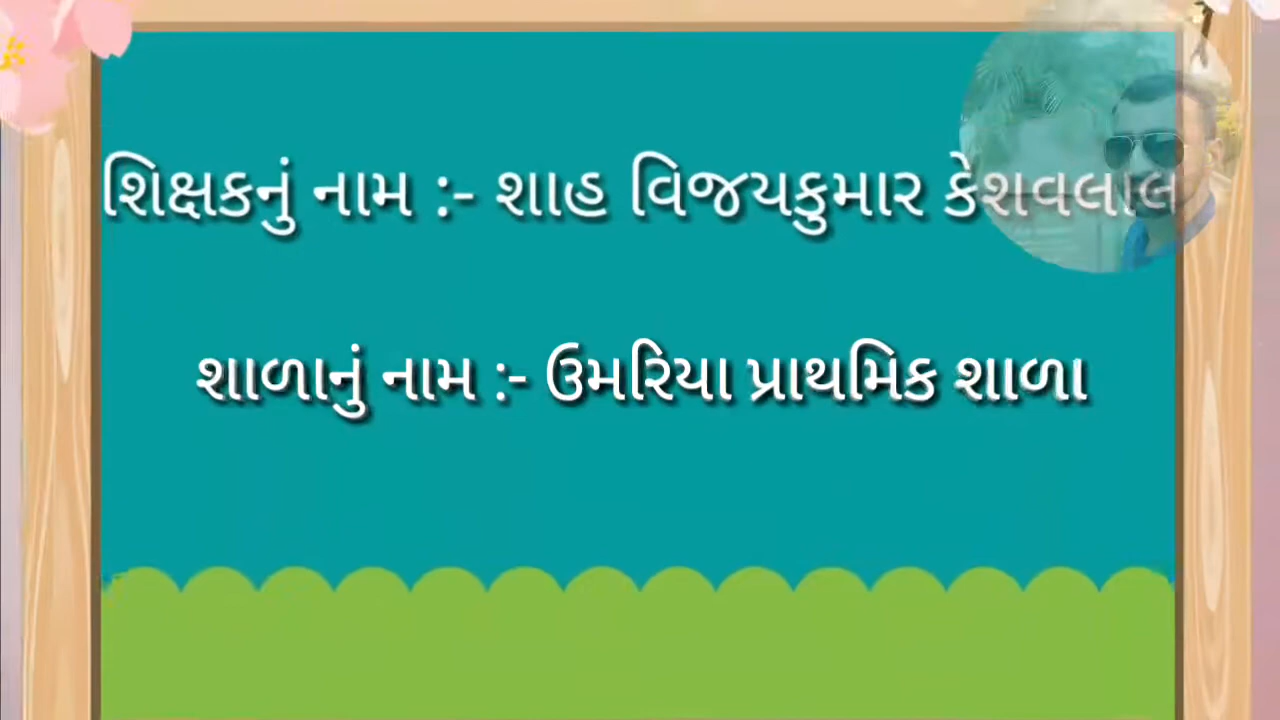 શિક્ષકનું નામ :- શાહ વિજયકુમાર કેશવલાલ
શાળાનું નામ :- ઉમરિયા પ્રાથમિક શાળા